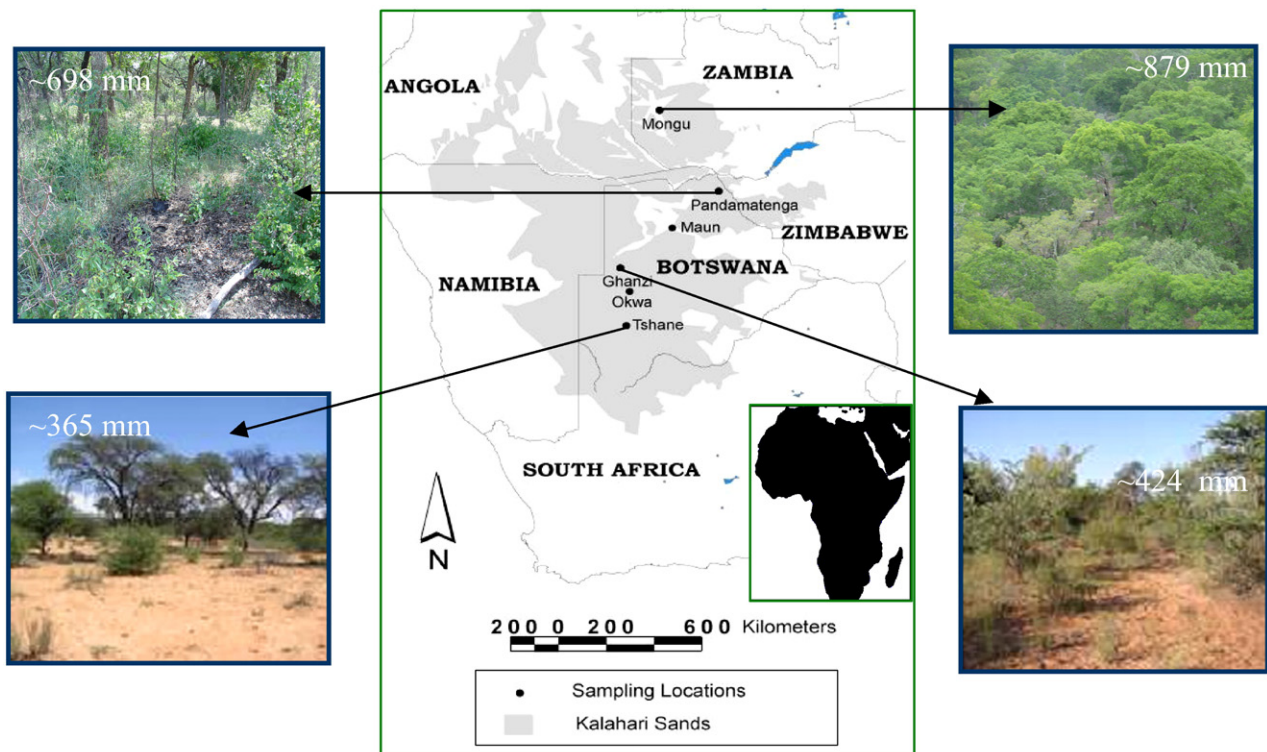 ~698 mm
~879 mm
ANGOLA
ZAMBIA
Mongu
Pandamatenga
Maun
ZIMBABWE
BOTSWANA
NAMIBIA
Ghanzi
Okwa
Tshane
~365 mm
~424 mm
SOUTH AFRICA
N
200 0 200 600 Kilometers
Sampling Locations
Kalahari Sands